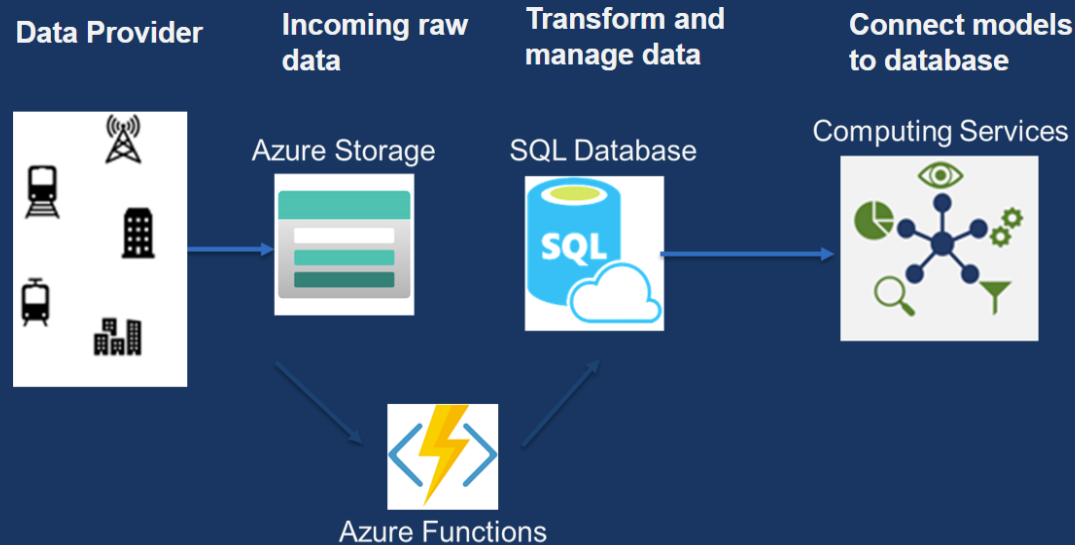 Data Provider
Incoming raw
data
Transform and
manage data
Connect models
to database
Azure Storage
SQL Database
Computing Services
SQL
Azure Functions